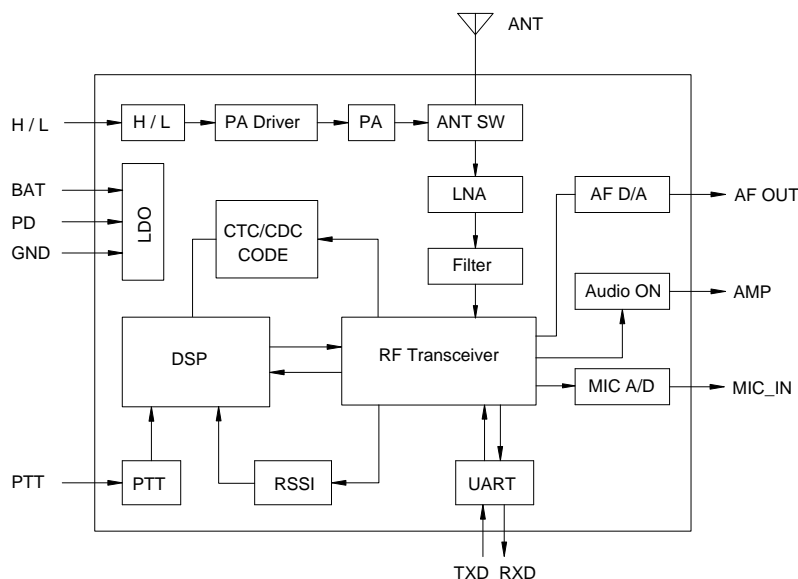 ANT
H / L
H / L
PA Driver
PA
ANT SW
BAT
PD
GND
LDO
LNA
AF D/A
AF OUT
CTC/CDC
CODE
Filter
Audio ON
AMP
DSP
RF Transceiver
MIC A/D
MIC_IN
PTT
PTT
RSSI
UART
TXD
RXD